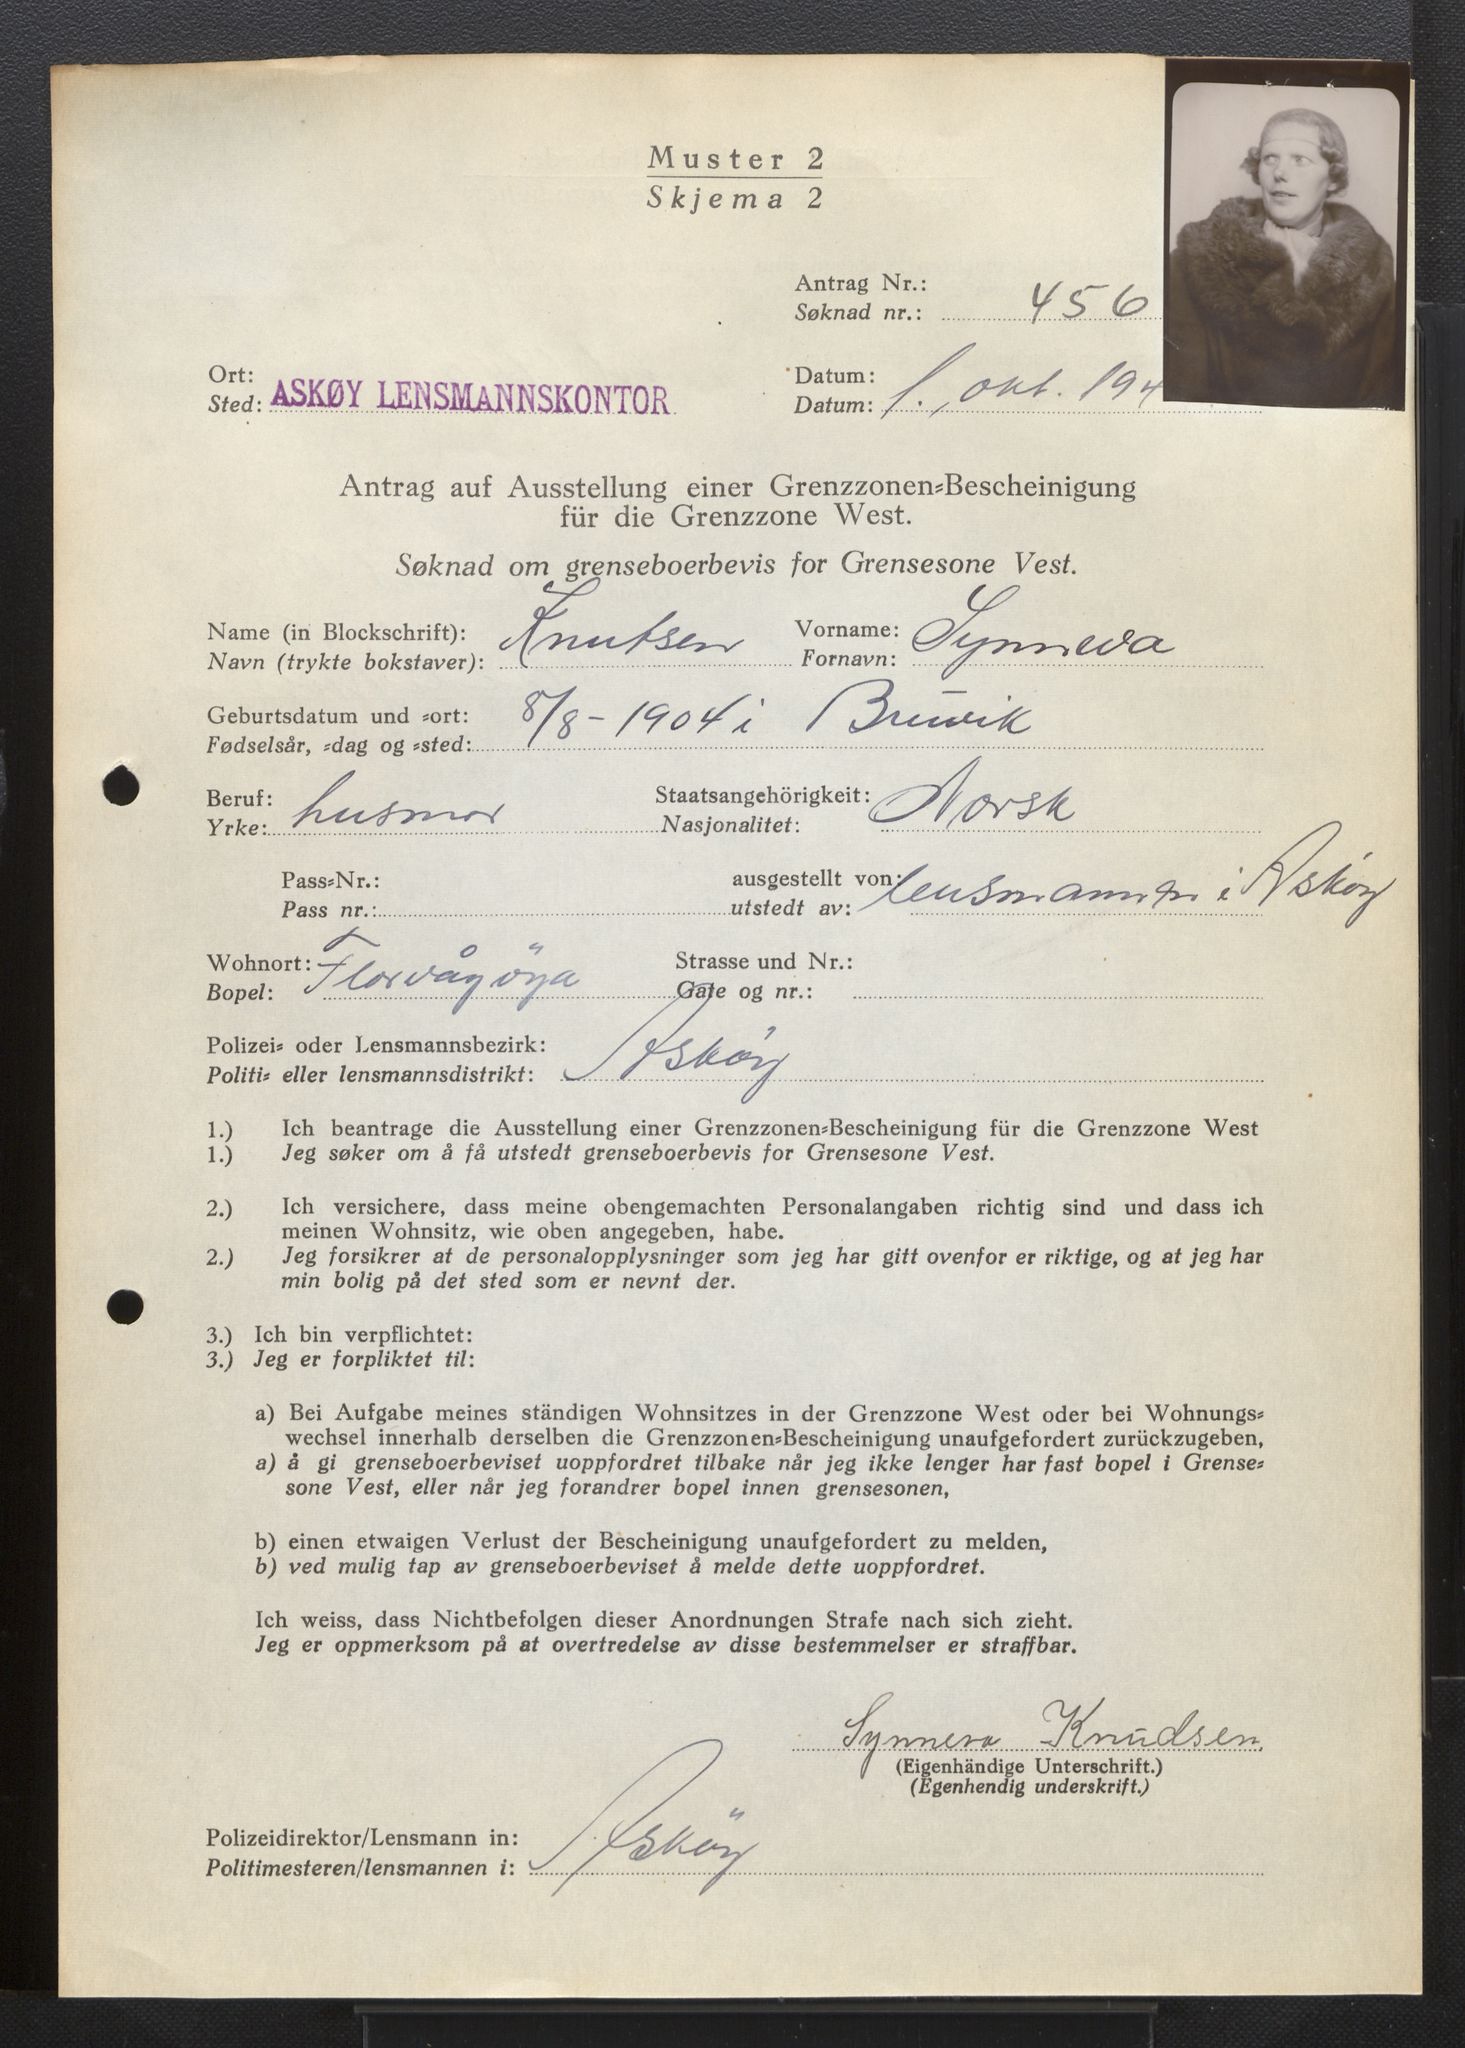 Muster 2
Skjema 2
Antrag Nr.:
Søknad nr.: 456
Ort:
Sted: ASKØY LENSMANNSKONTOR
Datum:
Datum: 1. okt. 194
Antrag auf Ausstellung einer Grenzzonen-Bescheinigung
für die Grenzzone West.
Søknad om grenseboerbevis for Grensesone Vest.
Name (in Blockschrift): Knutsen Vorname: Synneva
Navn (trykte bokstaver): Fornavn:
Geburtsdatum und -ort: 8/8-1904 i Bruvik
Fødselsår, -dag og -sted:
Beruf: husmor Staatsangehörigkeit: Norsk
Yrke: Nasjonalitet:
Pass-Nr.: ausgestellt von: lensmannen i Askøy
Pass nr.: utstedt av:
Wohnort: Florvågöya Strasse und Nr.:
Bopel: Gate og nr.:
Polizei- oder Lensmannsbezirk: Asköy
Politi- eller lensmannsdistrikt:
1.) Ich beantrage die Ausstellung einer Grenzzonen-Bescheinigung für die Grenzzone West
1.) Jeg søker om å få utstedt grenseboerbevis for Grensesone Vest.
2.) Ich versichere, dass meine obengemachten Personalangaben richtig sind und dass ich
meinen Wohnsitz, wie oben angegeben, habe.
2.) Jeg forsikrer at de personalopplysninger som jeg har gitt ovenfor er riktige, og at jeg har
min bolig på det sted som er nevnt der.
3.) Ich bin verpflichtet:
3.) Jeg er forpliktet til:
a) Bei Aufgabe meines ständigen Wohnsitzes in der Grenzzone West oder bei Wohnungs-
wechsel innerhalb derselben die Grenzzonen-Bescheinigung unaufgefordert zurückzugeben,
a) å gi grenseboerbeviset uoppfordret tilbake når jeg ikke lenger har fast bopel i Grense-
sone Vest, eller når jeg forandrer bopel innen grensesonen,
b) einen etwaigen Verlust der Bescheinigung unaufgefordert zu melden,
b) ved mulig tap av grenseboerbeviset å melde dette uoppfordret.
Ich weiss, dass Nichtbefolgen dieser Anordnungen Strafe nach sich zieht.
Jeg er oppmerksom på at overtredelse av disse bestemmelser er straffbar.
Synneva Knudsen
(Eigenhändige Unterschrift.)
(Egenhendig underskrift.)
Polizeidirektor/Lensmann in: Asköy
Politimesteren/lensmannen i: